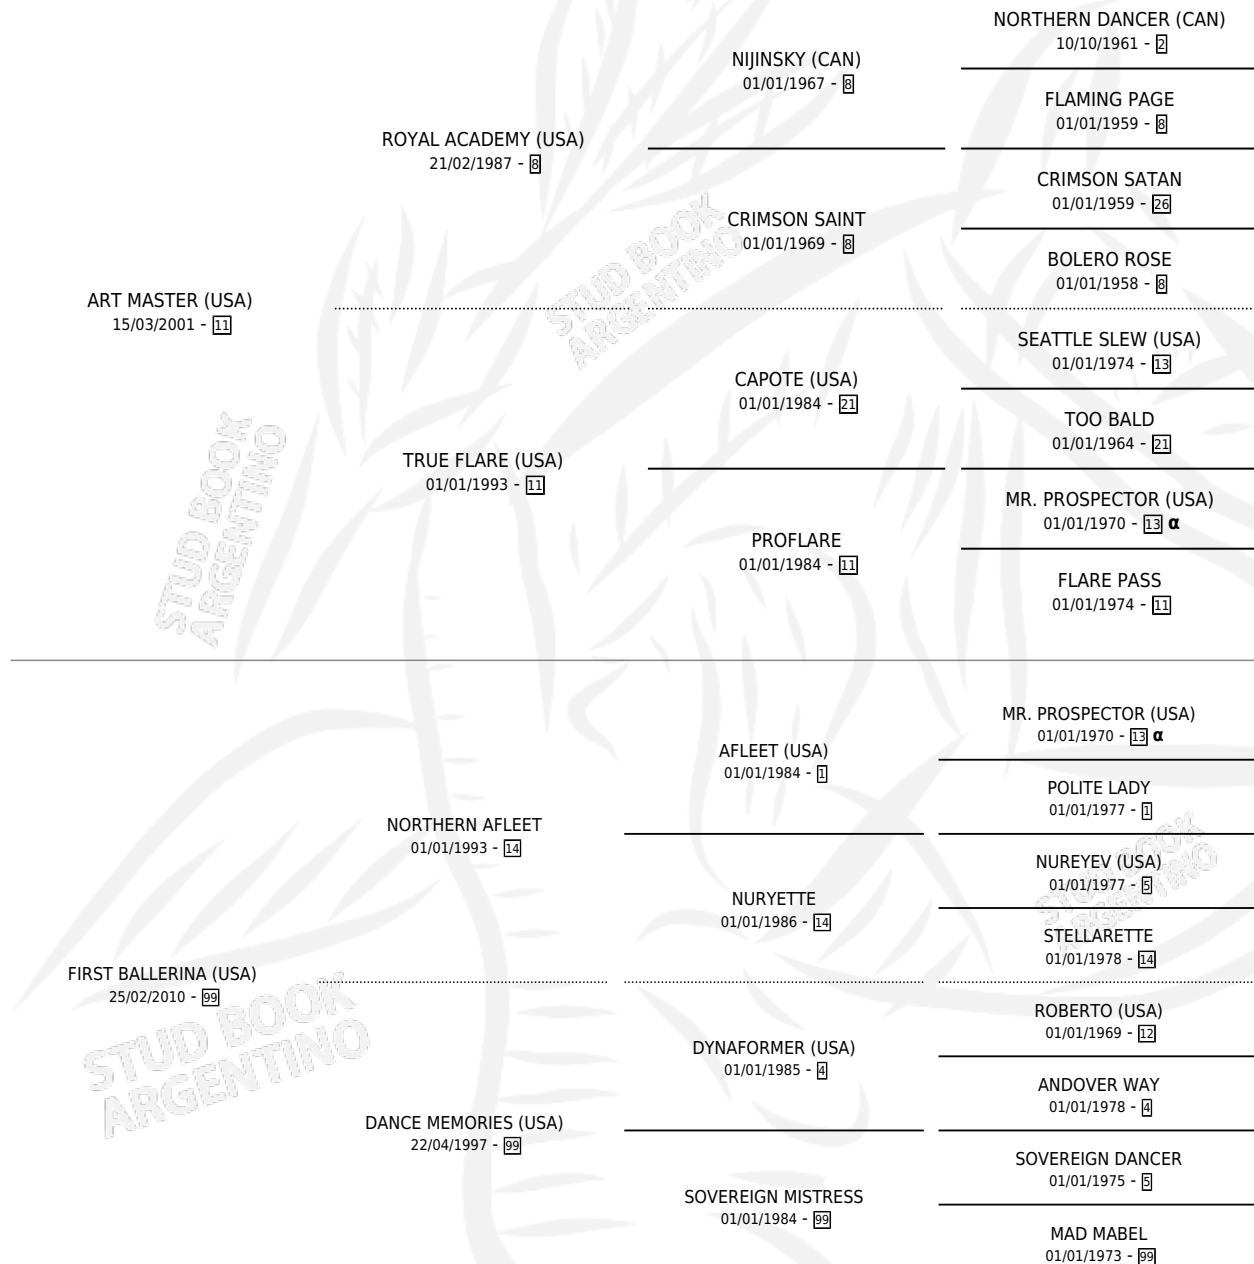 NORTHERN DANCER (CAN)
10/10/1961 - 2
NIJINSKY (CAN)
01/01/1967 - 8
FLAMING PAGE
01/01/1959 - 8
ROYAL ACADEMY (USA)
21/02/1987 - 8
CRIMSON SATAN
01/01/1959 - 26
CRIMSON SAINT
01/01/1969 - 8
BOLERO ROSE
01/01/1958 - 8
ART MASTER (USA)
15/03/2001 - 11
SEATTLE SLEW (USA)
01/01/1974 - 13
CAPOTE (USA)
01/01/1984 - 21
TOO BALD
01/01/1964 - 21
TRUE FLARE (USA)
01/01/1993 - 11
MR. PROSPECTOR (USA)
01/01/1970 - 13 α
PROFLARE
01/01/1984 - 11
FLARE PASS
01/01/1974 - 11
MR. PROSPECTOR (USA)
01/01/1970 - 13 α
AFLEET (USA)
01/01/1984 - 1
POLITE LADY
01/01/1977 - 1
NORTHERN AFLEET
01/01/1993 - 14
NUREYEV (USA)
01/01/1977 - 5
NURYETTE
01/01/1986 - 14
STELLARETTE
01/01/1978 - 14
FIRST BALLERINA (USA)
25/02/2010 - 99
ROBERTO (USA)
01/01/1969 - 12
DYNAFORMER (USA)
01/01/1985 - 4
ANDOVER WAY
01/01/1978 - 4
DANCE MEMORIES (USA)
22/04/1997 - 99
SOVEREIGN DANCER
01/01/1975 - 5
SOVEREIGN MISTRESS
01/01/1984 - 99
MAD MABEL
01/01/1973 - 99
STUD BOOK
ARGENTINO
STUD BOOK
ARGENTINO
STUD BOOK
ARGENTINO
STUD BOOK
ARGENTINO